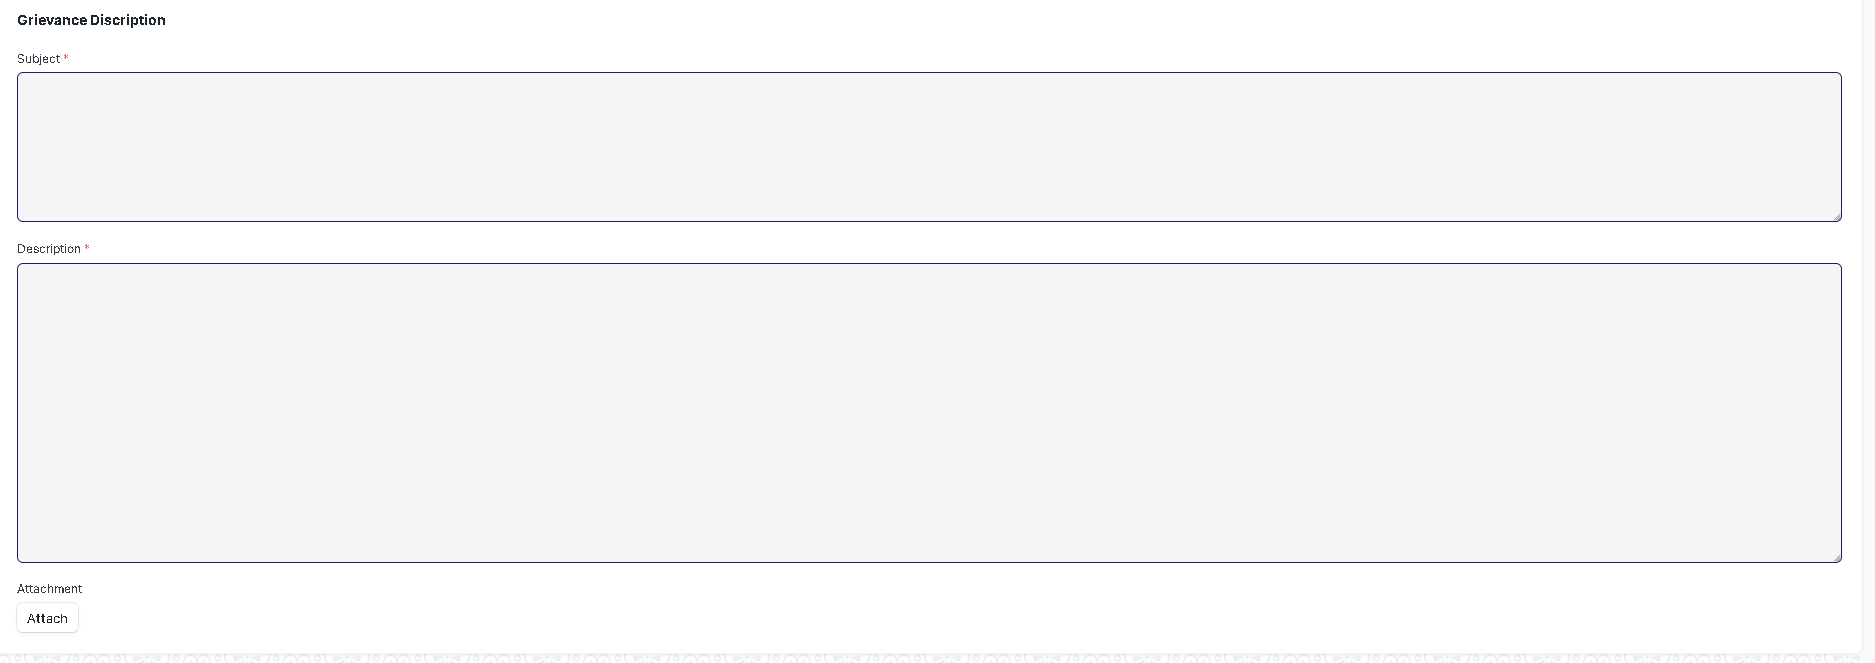 Grievance Discription
Subject *
Description *
Attachment
Attach